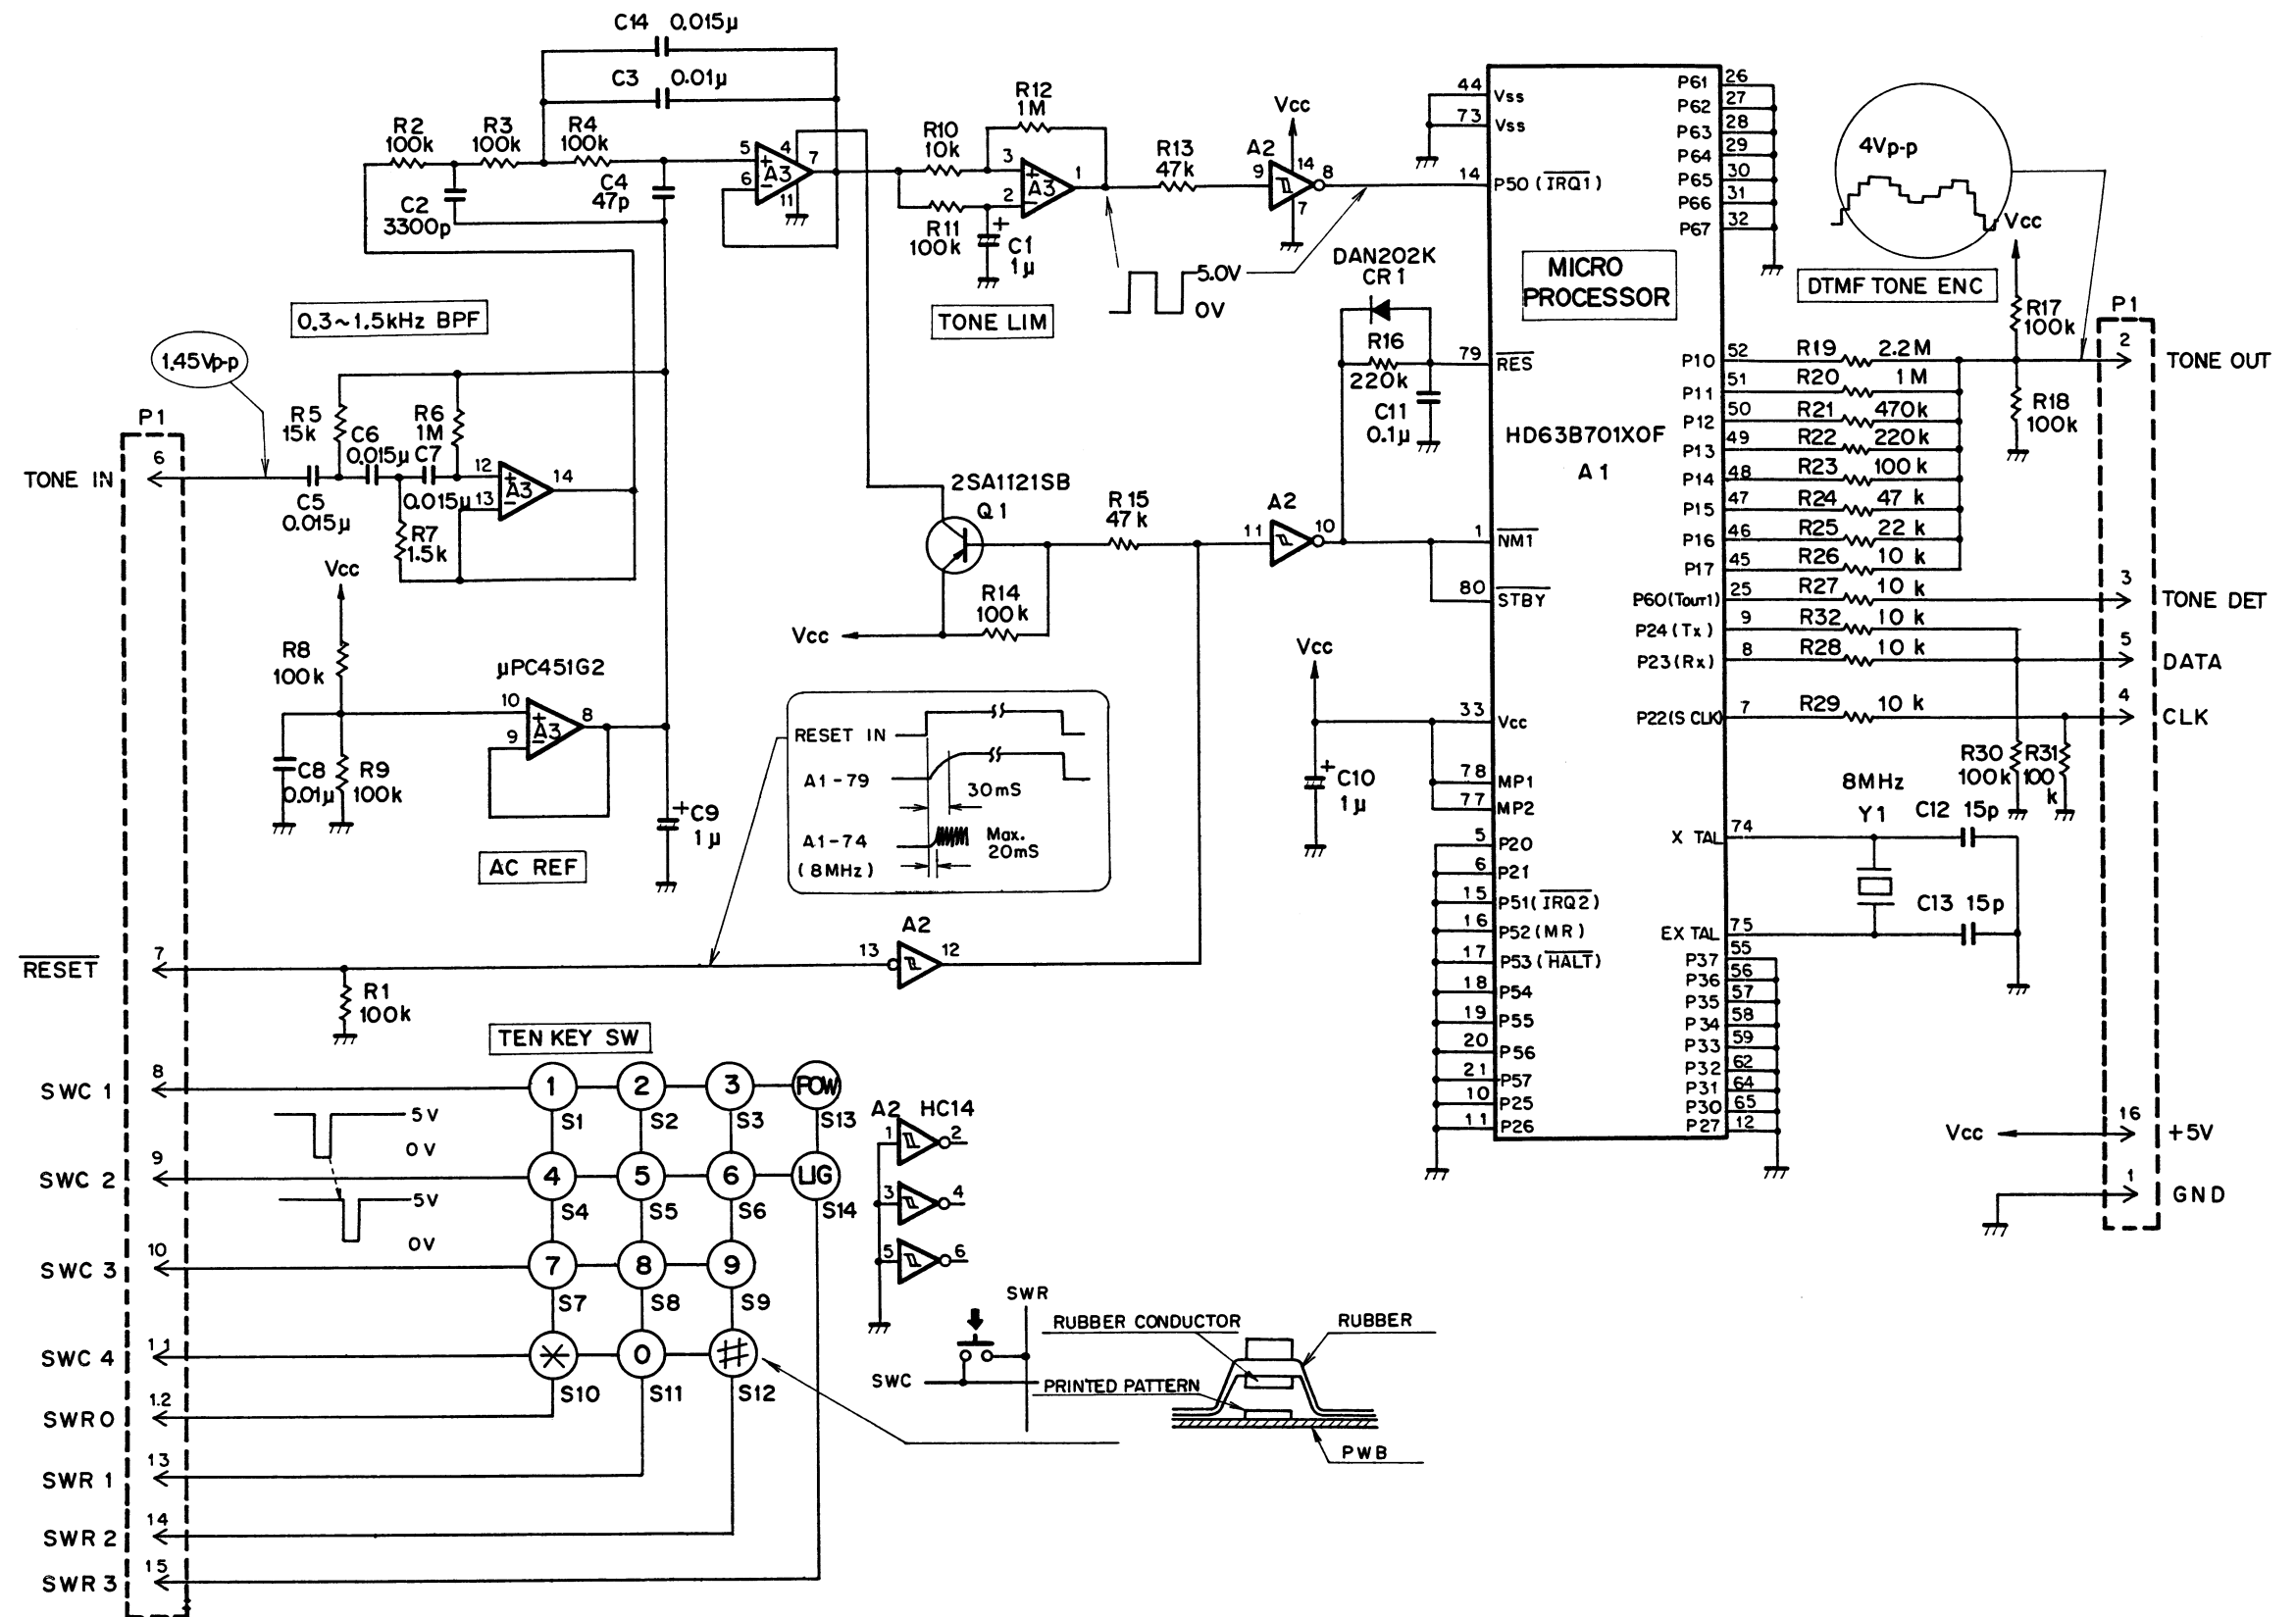 C14 0.015µ
C3 0.01µ
R2 100k
R3 100k
R4 100k
C2 3300p
C4 47p
5
6
4
7
11
A3
R10 10k
R11 100k
R12 1M
C1 1µ
+
3
2
1
A3
R13 47k
Vcc
A2
14
9
8
7
5.0V
0V
TONE LIM
0.3~1.5kHz BPF
1.45Vp-p
P1
6
TONE IN
R5 15k
C6 0.015µ
R6 1M
C7 0.015µ
C5 0.015µ
R7 1.5k
12
13
14
A3
Vcc
R8 100k
µPC451G2
10
9
8
A3
C8 0.01µ
R9 100k
C9 1µ
+
AC REF
2SA1121SB
Q1
R14 100k
R15 47k
Vcc
A2
11
10
DAN202K
CR1
R16 220k
C11 0.1µ
RESET IN
A1-79
30mS
A1-74 (8MHz)
Max. 20mS
Vcc
C10 1µ
+
RESET
7
R1 100k
A2
13
12
TEN KEY SW
SWC 1
8
SWC 2
9
SWC 3
10
SWC 4
11
SWR0
12
SWR 1
13
SWR 2
14
SWR 3
15
5V
0V
5V
0V
1 2 3 POW
S1 S2 S3 S13
4 5 6 LIG
S4 S5 S6 S14
7 8 9
S7 S8 S9
* 0 #
S10 S11 S12
A2 HC14
1 2
3 4
5 6
SWR
SWC
RUBBER CONDUCTOR
RUBBER
PRINTED PATTERN
PWB
MICRO
PROCESSOR
HD63B701X0F
A1
44 Vss
73 Vss
14 P50 (IRQ1)
79 RES
1 NM1
80 STBY
33 Vcc
78 MP1
77 MP2
5 P20
6 P21
15 P51(IRQ2)
16 P52(MR)
17 P53(HALT)
18 P54
19 P55
20 P56
21 P57
10 P25
11 P26
P61 26
P62 27
P63 28
P64 29
P65 30
P66 31
P67 32
P10 52 R19 2.2M
P11 51 R20 1M
P12 50 R21 470k
P13 49 R22 220k
P14 48 R23 100k
P15 47 R24 47k
P16 46 R25 22k
P17 45 R26 10k
P60(Tout1) 25 R27 10k
P24(Tx) 9 R32 10k
P23(Rx) 8 R28 10k
P22(SCLK) 7 R29 10k
X TAL 74
EX TAL 75
P37 55
P36 56
P35 57
P34 58
P33 59
P32 62
P31 64
P30 65
P27 12
4Vp-p
DTMF TONE ENC
Vcc
R17 100k
R18 100k
P1
2 TONE OUT
3 TONE DET
5 DATA
4 CLK
R30 100k
R31 100k
8MHz
Y1
C12 15p
C13 15p
Vcc
16 +5V
1 GND